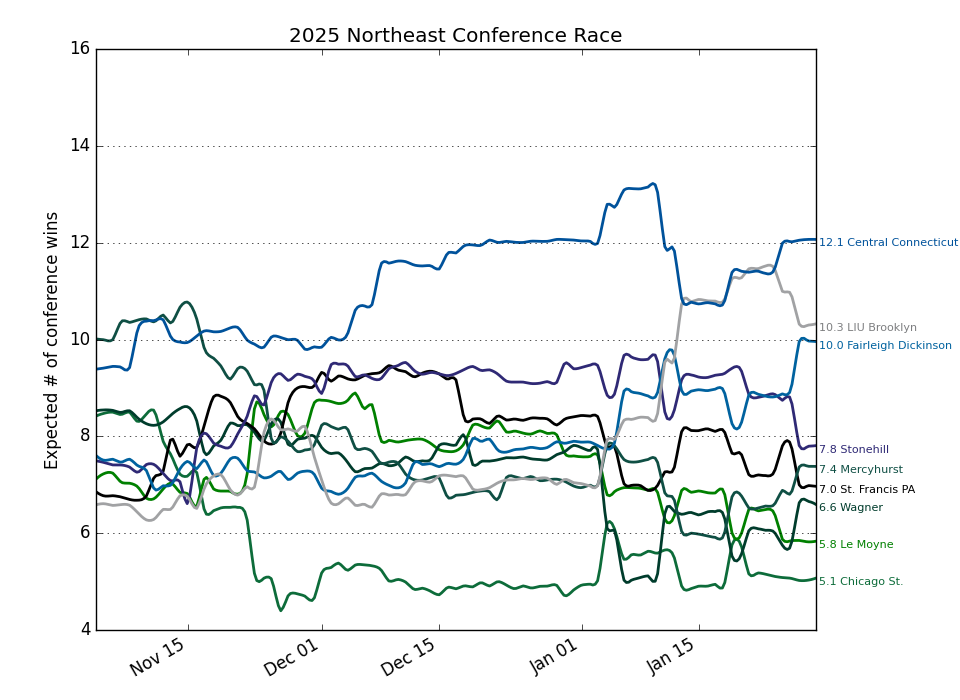 2025 Northeast Conference Race
Expected # of conference wins
16
14
12
10
8
6
4
Nov 15
Dec 01
Dec 15
Jan 01
Jan 15
12.1 Central Connecticut
10.3 LIU Brooklyn
10.0 Fairleigh Dickinson
7.8 Stonehill
7.4 Mercyhurst
7.0 St. Francis PA
6.6 Wagner
5.8 Le Moyne
5.1 Chicago St.